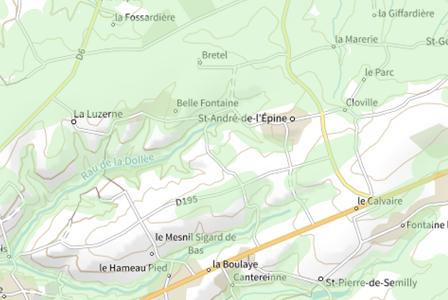 la Fossardière
la Giffardière
D6
Bretel
la Marerie
St-G
le Parc
Belle Fontaine
Cloville
La Luzerne
St-André-de-l'Épine
Rau de la Dollée
D195
le Calvaire
Fontaine
le Mesnil Sigard de
Bas
is
le Hameau Pied
la Boulaye
Cantereinne
St-Pierre-de-Semilly